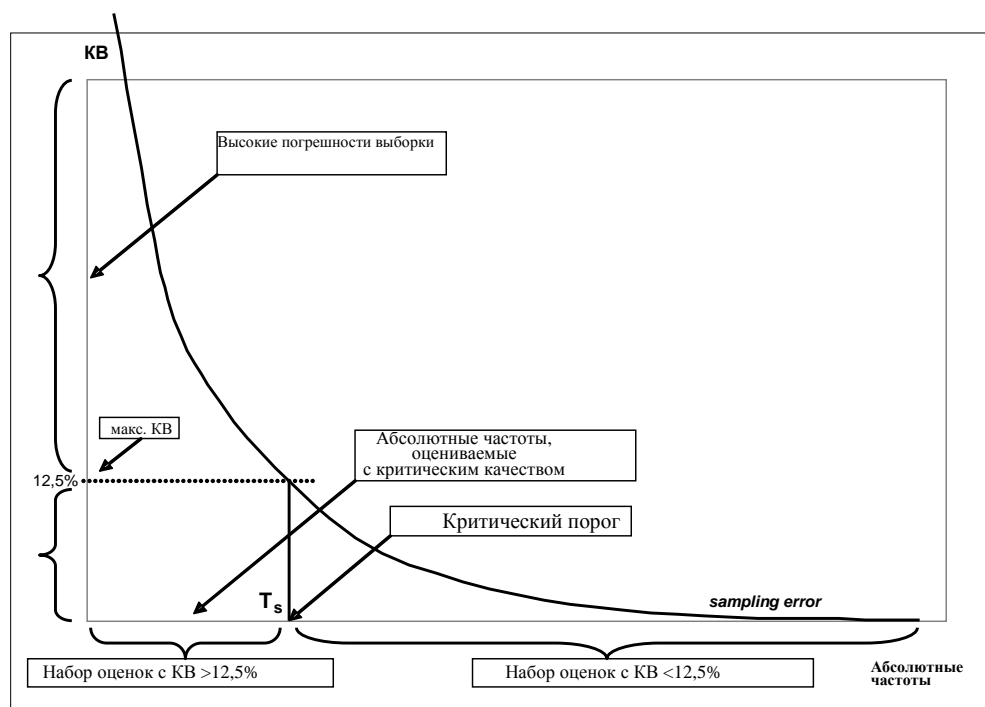 КВ
Высокие погрешности выборки
макс. КВ
Абсолютные частоты,
оцениваемые
с критическим качеством
12,5%
Критический порог
T s
sampling error
Набор оценок с КВ >12,5%
Набор оценок с КВ <12,5%
Абсолютные
частоты